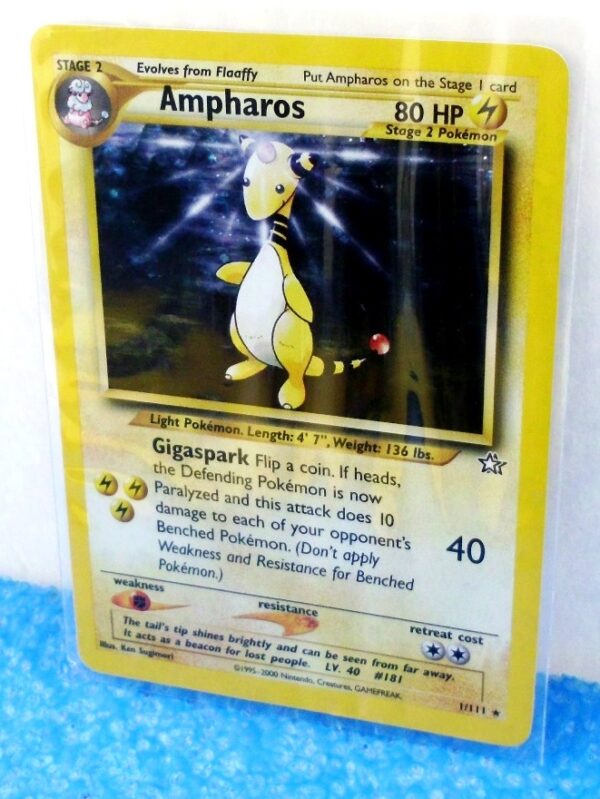 STAGE 2 Evolves from Flaaffy Put Ampharos on the Stage 1 card
Ampharos 80 HP
Stage 2 Pokémon
Light Pokémon. Length: 4' 7", Weight: 136 lbs.
Gigaspark Flip a coin. If heads,
the Defending Pokémon is now
Paralyzed and this attack does 10
damage to each of your opponent's
Benched Pokémon. (Don't apply
Weakness and Resistance for Benched
Pokémon.)
40
weakness resistance retreat cost
The tail's tip shines brightly and can be seen from far away.
It acts as a beacon for lost people. LV. 40 #181
Illus. Ken Sugimori
©1995-2000 Nintendo, Creatures, GAMEFREAK.
1/111 ★